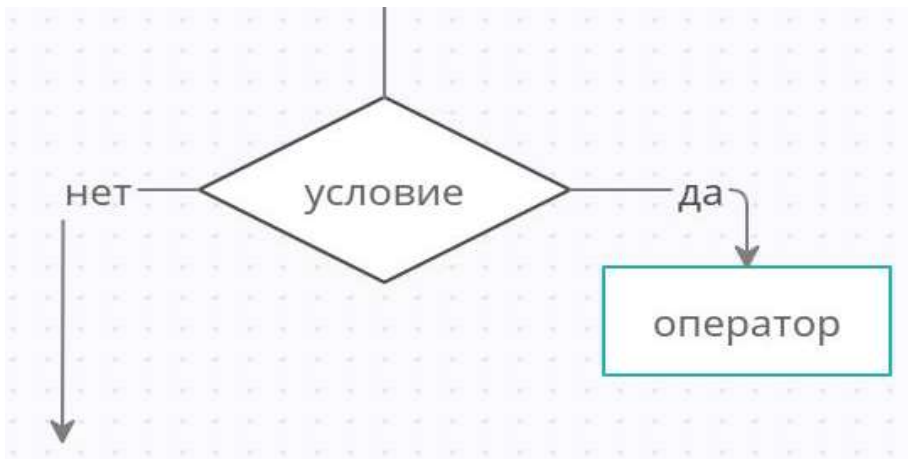 нет
условие
да
оператор